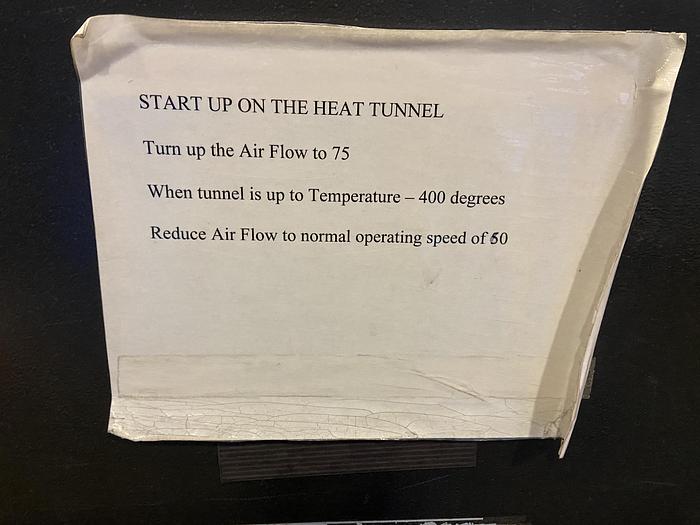 START UP ON THE HEAT TUNNEL
Turn up the Air Flow to 75
When tunnel is up to Temperature – 400 degrees
Reduce Air Flow to normal operating speed of 60